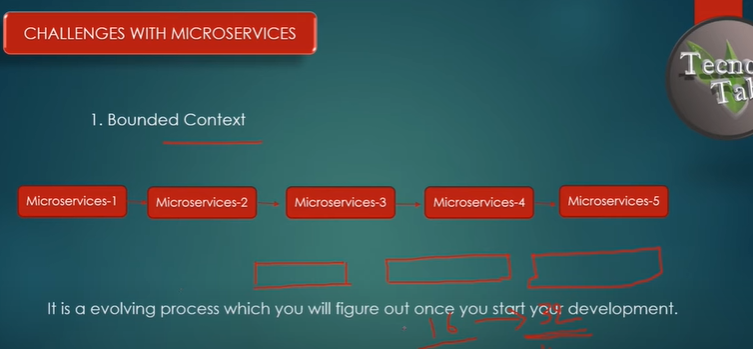 CHALLENGES WITH MICROSERVICES
Tecno
Tal
1. Bounded Context
Microservices-1 Microservices-2 Microservices-3 Microservices-4 Microservices-5
It is a evolving process which you will figure out once you start your development.
16 32